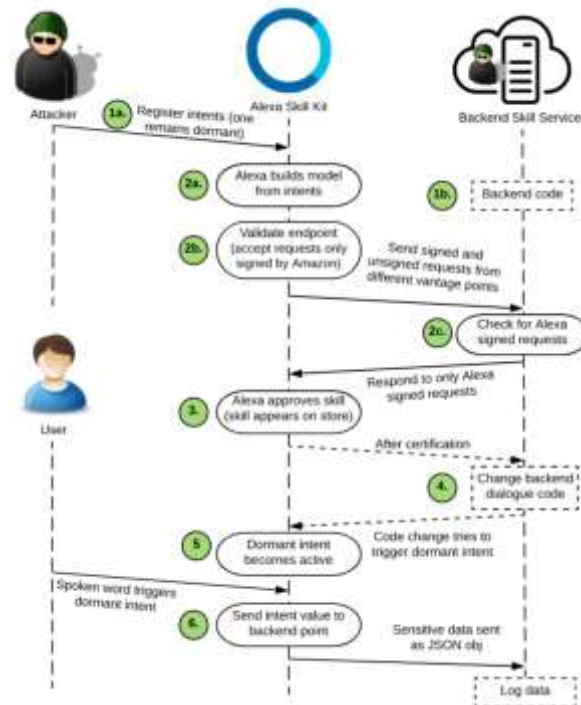 Attacker
Alexa Skill Kit
Backend Skill Service
1a.
Register intents (one
remains dormant)
2a.
Alexa builds model
from intents
1b.
Backend code
2b.
Validate endpoint
(accept requests only
signed by Amazon)
Send signed and
unsigned requests from
different vantage points
2c.
Check for Alexa
signed requests
Respond to only Alexa
signed requests
3.
Alexa approves skill
(skill appears on store)
User
After certification
4.
Change backend
dialogue code
Code change tries to
trigger dormant intent
5
Dormant intent
becomes active
Spoken word triggers
dormant intent
6.
Send intent value to
backend point
Sensitive data sent
as JSON obj
Log data